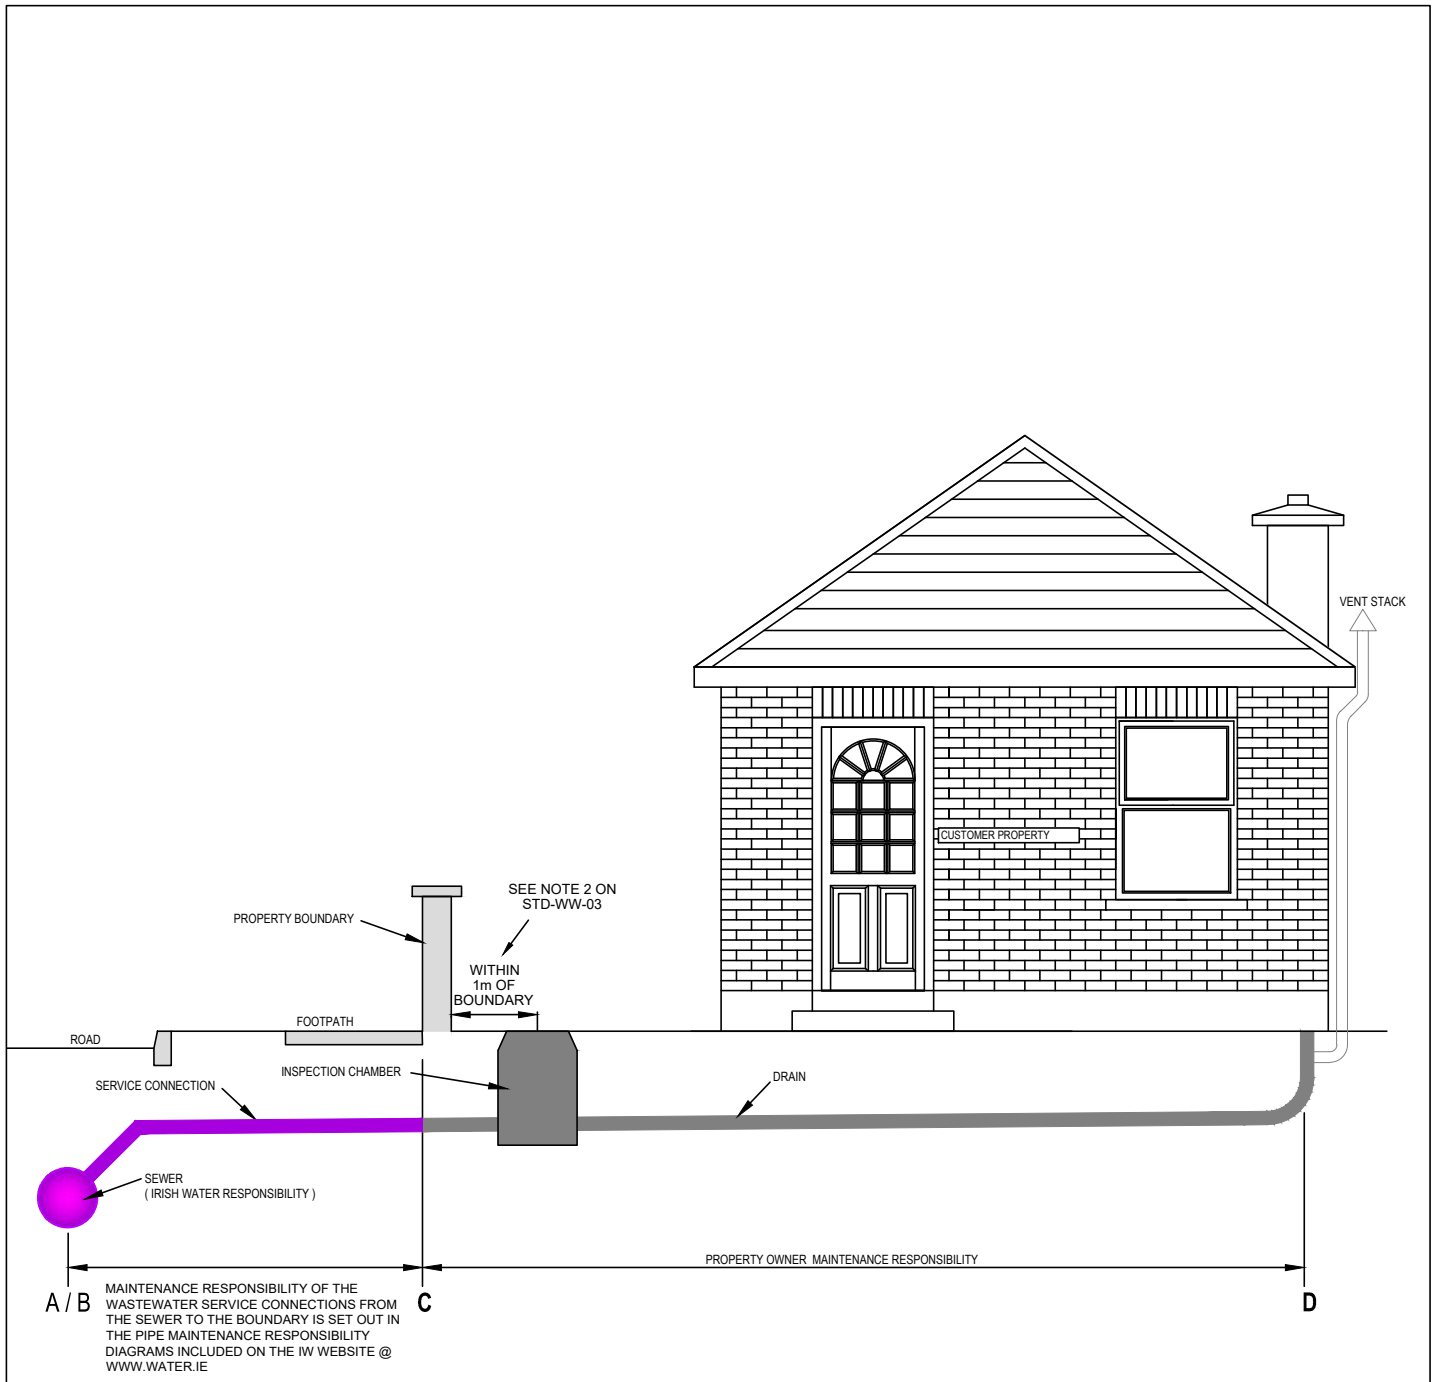 VENT STACK
CUSTOMER PROPERTY
SEE NOTE 2 ON
STD-WW-03
PROPERTY BOUNDARY
WITHIN
1m OF
BOUNDARY
FOOTPATH
ROAD
INSPECTION CHAMBER
DRAIN
SERVICE CONNECTION
SEWER
( IRISH WATER RESPONSIBILITY )
PROPERTY OWNER MAINTENANCE RESPONSIBILITY
A / B
C
D
MAINTENANCE RESPONSIBILITY OF THE
WASTEWATER SERVICE CONNECTIONS FROM
THE SEWER TO THE BOUNDARY IS SET OUT IN
THE PIPE MAINTENANCE RESPONSIBILITY
DIAGRAMS INCLUDED ON THE IW WEBSITE @
WWW.WATER.IE